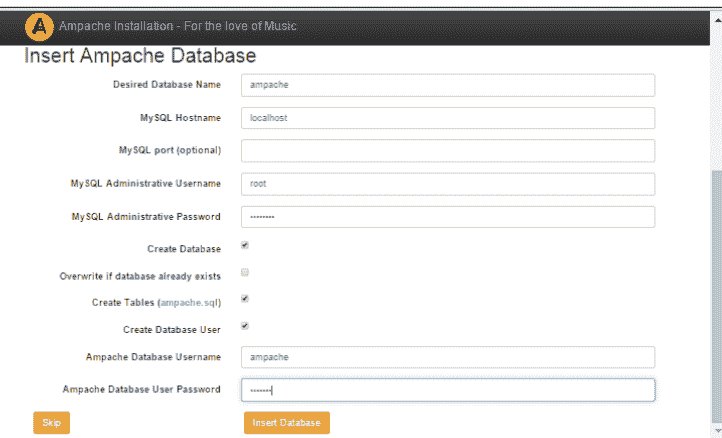 Ampache Installation - For the love of Music
Insert Ampache Database
Desired Database Name ampache
MySQL Hostname localhost
MySQL port (optional)
MySQL Administrative Username root
MySQL Administrative Password ••••••••
Create Database
Overwrite if database already exists
Create Tables (ampache.sql)
Create Database User
Ampache Database Username ampache
Ampache Database User Password •••••••
Skip Insert Database